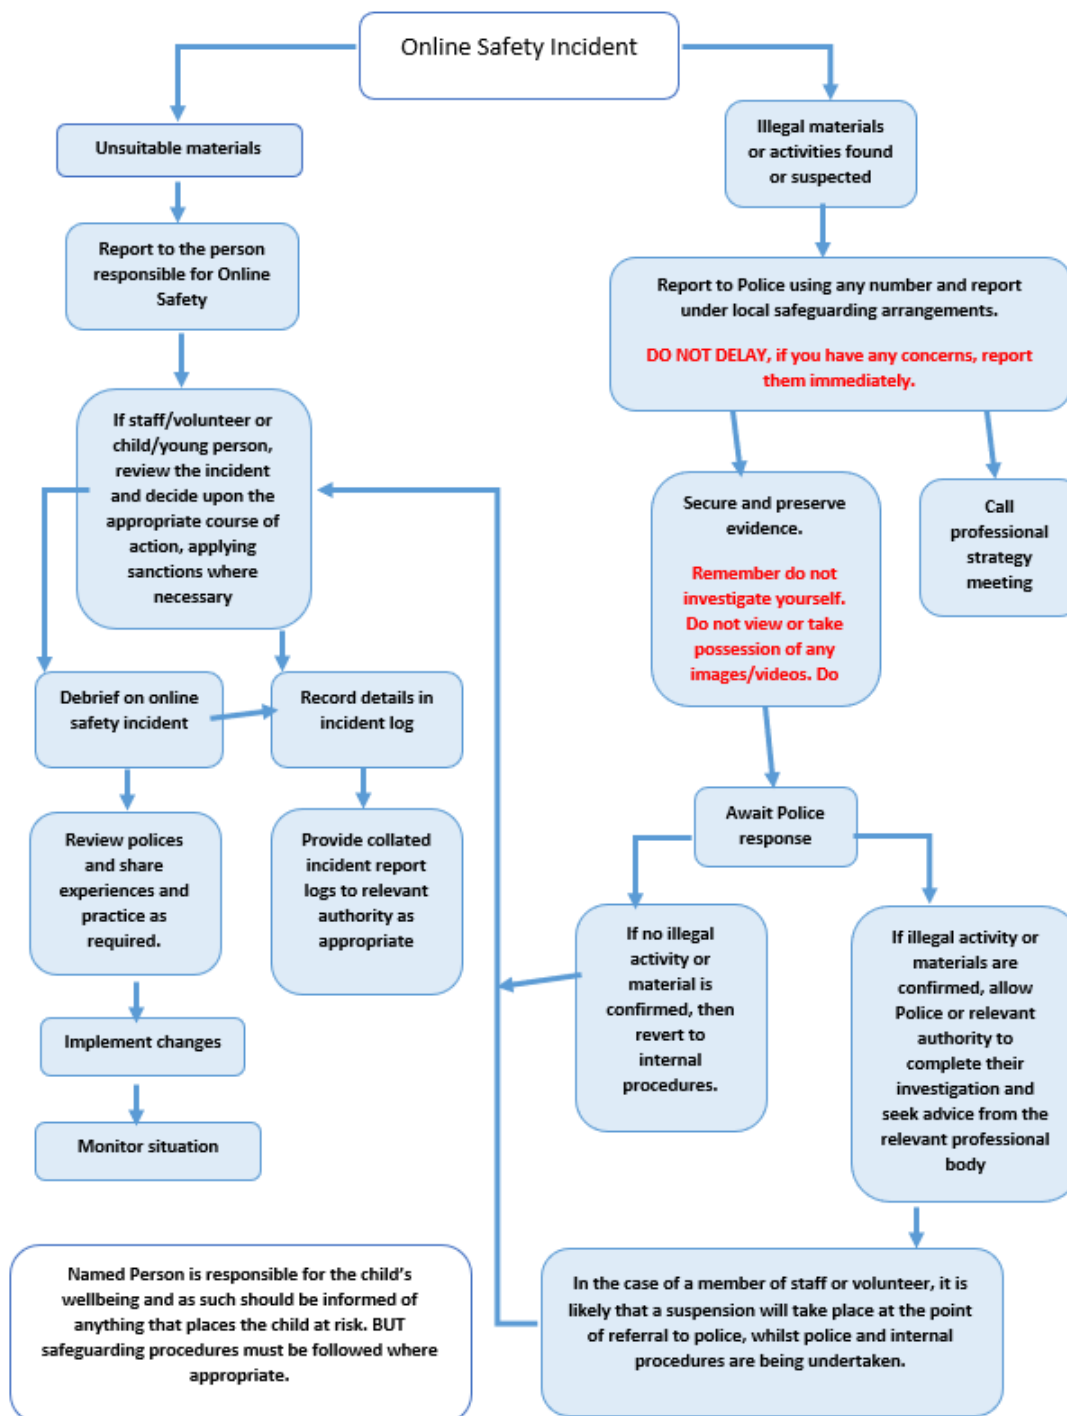 Online Safety Incident
Unsuitable materials
Illegal materials
or activities found
or suspected
Report to the person
responsible for Online
Safety
Report to Police using any number and report
under local safeguarding arrangements.
DO NOT DELAY, if you have any concerns, report
them immediately.
If staff/volunteer or
child/young person,
review the incident
and decide upon the
appropriate course of
action, applying
sanctions where
necessary
Secure and preserve
evidence.
Remember do not
investigate yourself.
Do not view or take
possession of any
images/videos. Do
Call
professional
strategy
meeting
Debrief on online
safety incident
Record details in
incident log
Review polices
and share
experiences and
practice as
required.
Provide collated
incident report
logs to relevant
authority as
appropriate
Await Police
response
If no illegal
activity or
material is
confirmed, then
revert to
internal
procedures.
If illegal activity or
materials are
confirmed, allow
Police or relevant
authority to
complete their
investigation and
seek advice from the
relevant professional
body
Implement changes
Monitor situation
Named Person is responsible for the child's
wellbeing and as such should be informed of
anything that places the child at risk. BUT
safeguarding procedures must be followed where
appropriate.
In the case of a member of staff or volunteer, it is
likely that a suspension will take place at the point
of referral to police, whilst police and internal
procedures are being undertaken.